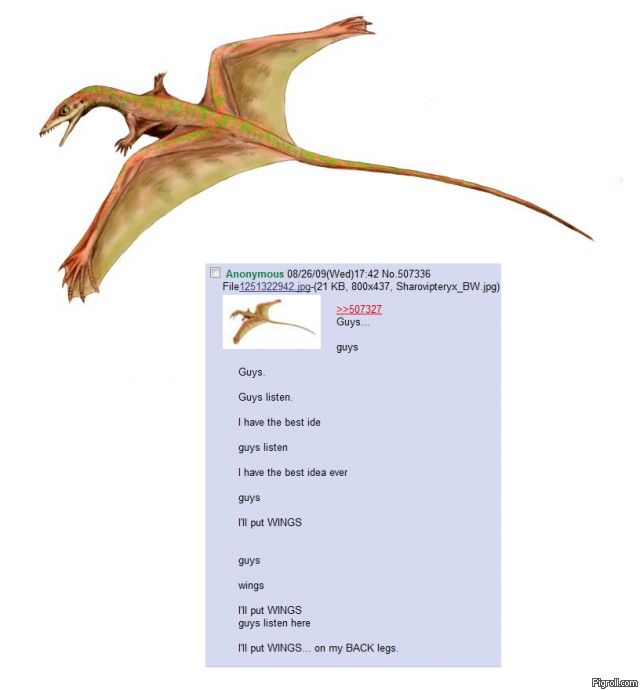 Anonymous 08/26/09(Wed)17:42 No.507336
File1251322942.jpg-(21 KB, 800x437, Sharovipteryx_BW.jpg)
>>507327
Guys...
guys
Guys.
Guys listen.
I have the best ide
guys listen
I have the best idea ever
guys
I'll put WINGS
guys
wings
I'll put WINGS
guys listen here
I'll put WINGS... on my BACK legs.
Pigroll.com